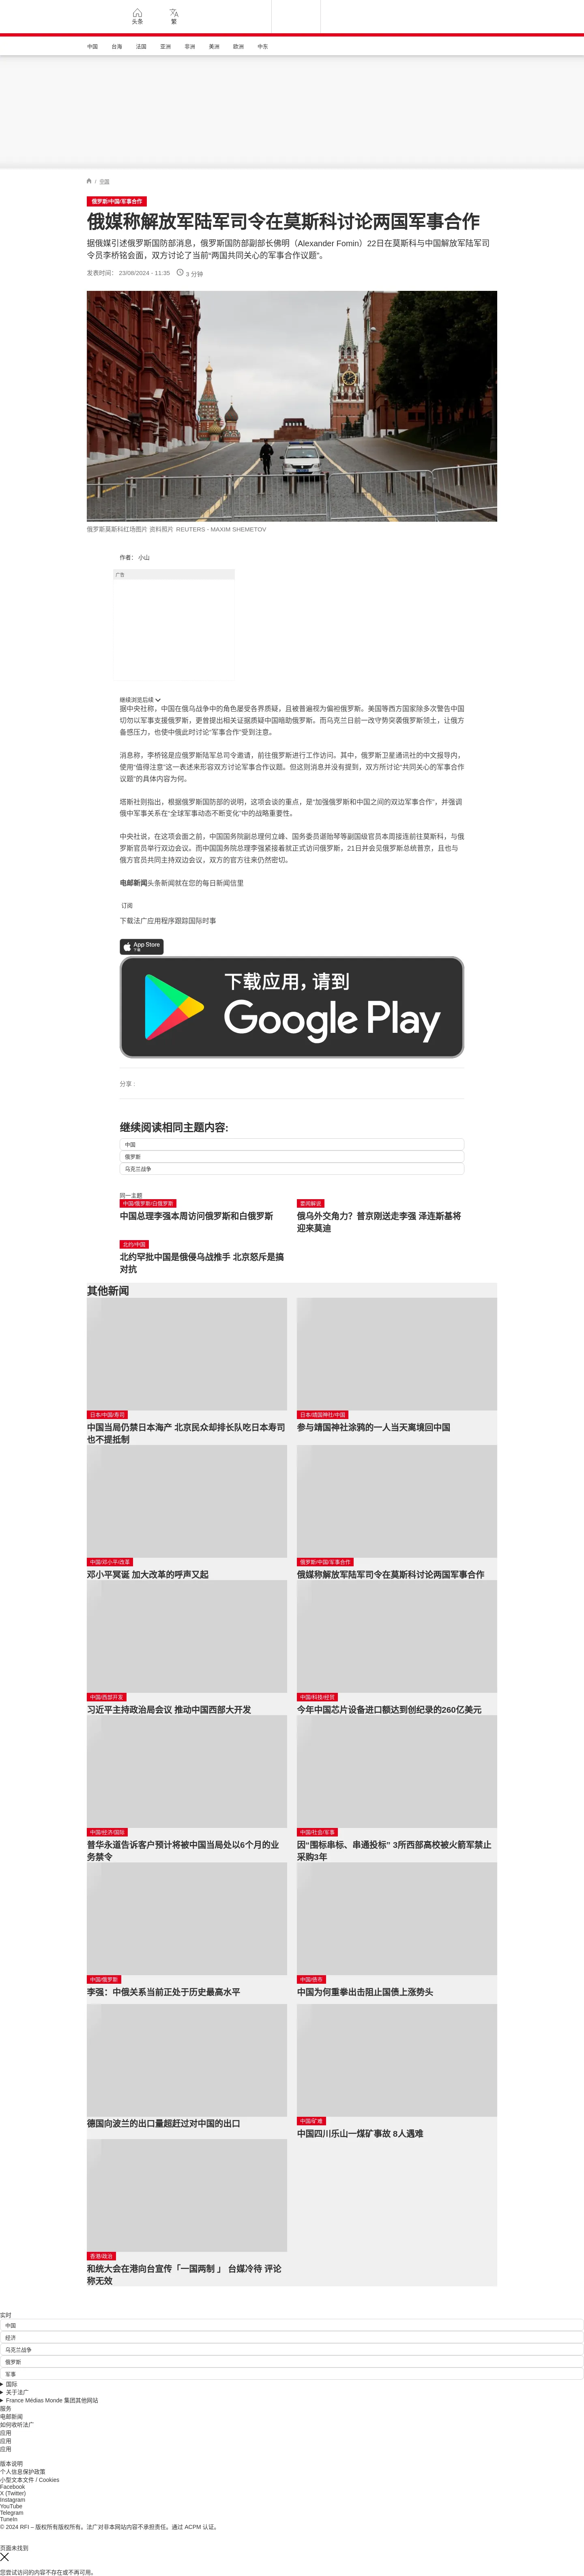 头条
繁
中国
台海
法国
亚洲
非洲
美洲
欧洲
中东
/ 中国
俄罗斯/中国/军事合作
俄媒称解放军陆军司令在莫斯科讨论两国军事合作
据俄媒引述俄罗斯国防部消息，俄罗斯国防部副部长佛明（Alexander Fomin）22日在莫斯科与中国解放军陆军司
令员李桥铭会面，双方讨论了当前“两国共同关心的军事合作议题”。
发表时间： 23/08/2024 - 11:35 3 分钟
俄罗斯莫斯科红场图片 资料照片 REUTERS - MAXIM SHEMETOV
作者： 小山
广告
继续浏览后续
据中央社称，中国在俄乌战争中的角色屡受各界质疑，且被普遍视为偏袒俄罗斯。美国等西方国家除多次警告中国
切勿以军事支援俄罗斯，更曾提出相关证据质疑中国暗助俄罗斯。而乌克兰日前一改守势突袭俄罗斯领土，让俄方
备感压力，也使中俄此时讨论“军事合作”受到注意。
消息称，李桥铭是应俄罗斯陆军总司令邀请，前往俄罗斯进行工作访问。其中，俄罗斯卫星通讯社的中文报导内，
使用“值得注意”这一表述来形容双方讨论军事合作议题。但这则消息并没有提到，双方所讨论“共同关心的军事合作
议题”的具体内容为何。
塔斯社则指出，根据俄罗斯国防部的说明，这项会谈的重点，是“加强俄罗斯和中国之间的双边军事合作”，并强调
俄中军事关系在“全球军事动态不断变化”中的战略重要性。
中央社说，在这项会面之前，中国国务院副总理何立峰、国务委员谌贻琴等副国级官员本周接连前往莫斯科，与俄
罗斯官员举行双边会议。而中国国务院总理李强紧接着就正式访问俄罗斯，21日并会见俄罗斯总统普京，且也与
俄方官员共同主持双边会议，双方的官方往来仍然密切。
电邮新闻头条新闻就在您的每日新闻信里
订阅
下载法广应用程序跟踪国际时事
App Store
下载
下载应用，请到
Google Play
分享 :
继续阅读相同主题内容:
中国
俄罗斯
乌克兰战争
同一主题
中国/俄罗斯/白俄罗斯
中国总理李强本周访问俄罗斯和白俄罗斯
要闻解说
俄乌外交角力？普京刚送走李强 泽连斯基将
迎来莫迪
北约/中国
北约罕批中国是俄侵乌战推手 北京怒斥是搞
对抗
其他新闻
日本/中国/寿司
中国当局仍禁日本海产 北京民众却排长队吃日本寿司
也不提抵制
日本/靖国神社/中国
参与靖国神社涂鸦的一人当天离境回中国
中国/邓小平/改革
邓小平冥诞 加大改革的呼声又起
俄罗斯/中国/军事合作
俄媒称解放军陆军司令在莫斯科讨论两国军事合作
中国/西部开发
习近平主持政治局会议 推动中国西部大开发
中国/科技/经贸
今年中国芯片设备进口额达到创纪录的260亿美元
中国/经济/国际
普华永道告诉客户预计将被中国当局处以6个月的业
务禁令
中国/社会/军事
因“围标串标、串通投标” 3所西部高校被火箭军禁止
采购3年
中国/俄罗斯
李强：中俄关系当前正处于历史最高水平
中国/债市
中国为何重拳出击阻止国债上涨势头
德国向波兰的出口量超赶过对中国的出口
中国/矿难
中国四川乐山一煤矿事故 8人遇难
香港/政治
和统大会在港向台宣传「一国两制 」 台媒冷待 评论
称无效
实时
中国
经济
乌克兰战争
俄罗斯
军事
国际
关于法广
France Médias Monde 集团其他网站
服务
电邮新闻
如何收听法广
应用
应用
应用
版本说明
个人信息保护政策
小型文本文件 / Cookies
Facebook
X (Twitter)
Instagram
YouTube
Telegram
TuneIn
© 2024 RFI – 版权所有版权所有。法广对非本网站内容不承担责任。通过 ACPM 认证。
页面未找到
您尝试访问的内容不存在或不再可用。